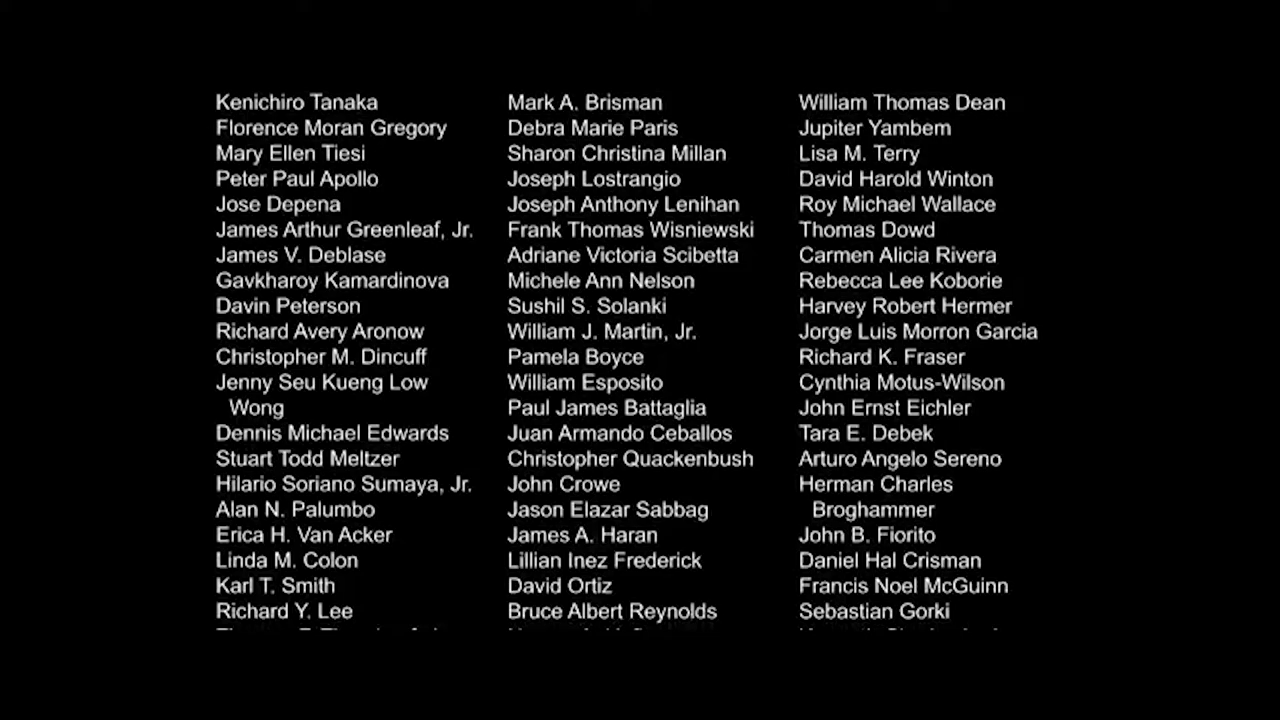 Kenichiro Tanaka
Florence Moran Gregory
Mary Ellen Tiesi
Peter Paul Apollo
Jose Depena
James Arthur Greenleaf, Jr.
James V. Deblase
Gavkharoy Kamardinova
Davin Peterson
Richard Avery Aronow
Christopher M. Dincuff
Jenny Seu Kueng Low
Wong
Dennis Michael Edwards
Stuart Todd Meltzer
Hilario Soriano Sumaya, Jr.
Alan N. Palumbo
Erica H. Van Acker
Linda M. Colon
Karl T. Smith
Richard Y. Lee
Mark A. Brisman
Debra Marie Paris
Sharon Christina Millan
Joseph Lostrangio
Joseph Anthony Lenihan
Frank Thomas Wisniewski
Adriane Victoria Scibetta
Michele Ann Nelson
Sushil S. Solanki
William J. Martin, Jr.
Pamela Boyce
William Esposito
Paul James Battaglia
Juan Armando Ceballos
Christopher Quackenbush
John Crowe
Jason Elazar Sabbag
James A. Haran
Lillian Inez Frederick
David Ortiz
Bruce Albert Reynolds
William Thomas Dean
Jupiter Yambem
Lisa M. Terry
David Harold Winton
Roy Michael Wallace
Thomas Dowd
Carmen Alicia Rivera
Rebecca Lee Koborie
Harvey Robert Hermer
Jorge Luis Morron Garcia
Richard K. Fraser
Cynthia Motus-Wilson
John Ernst Eichler
Tara E. Debek
Arturo Angelo Sereno
Herman Charles
Broghammer
John B. Fiorito
Daniel Hal Crisman
Francis Noel McGuinn
Sebastian Gorki